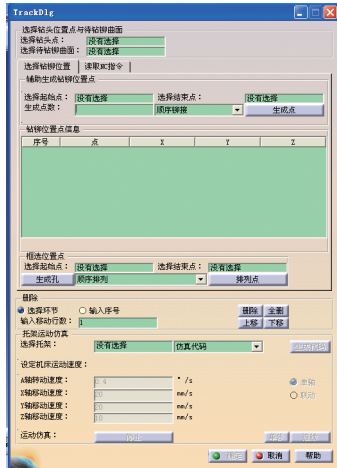 TrackDlg
选择钻头位置点与待钻铆曲面
选择钻头点： 没有选择
选择待钻铆曲面： 没有选择
选择钻铆位置 读取NC指令
辅助生成钻铆位置点
选择起始点： 没有选择 选择结束点： 没有选择
生成点数： 顺序铆接 生成点
钻铆位置点信息
序号 点 X Y Z
框选位置点
选择起始点： 没有选择 选择结束点： 没有选择
生成孔 顺序排列 排列点
删除
选择环节 输入序号 删除 全删
输入移动行数： 1 上移 下移
托架运动仿真
选择托架： 没有选择 仿真代码
设定机床运动速度：
A轴转动速度： 0.4 ° /s 单轴
X轴移动速度： 20 mm/s 联动
Y轴移动速度： 20 mm/s
Z轴移动速度： 10 mm/s
运动仿真：
确定 取消 帮助